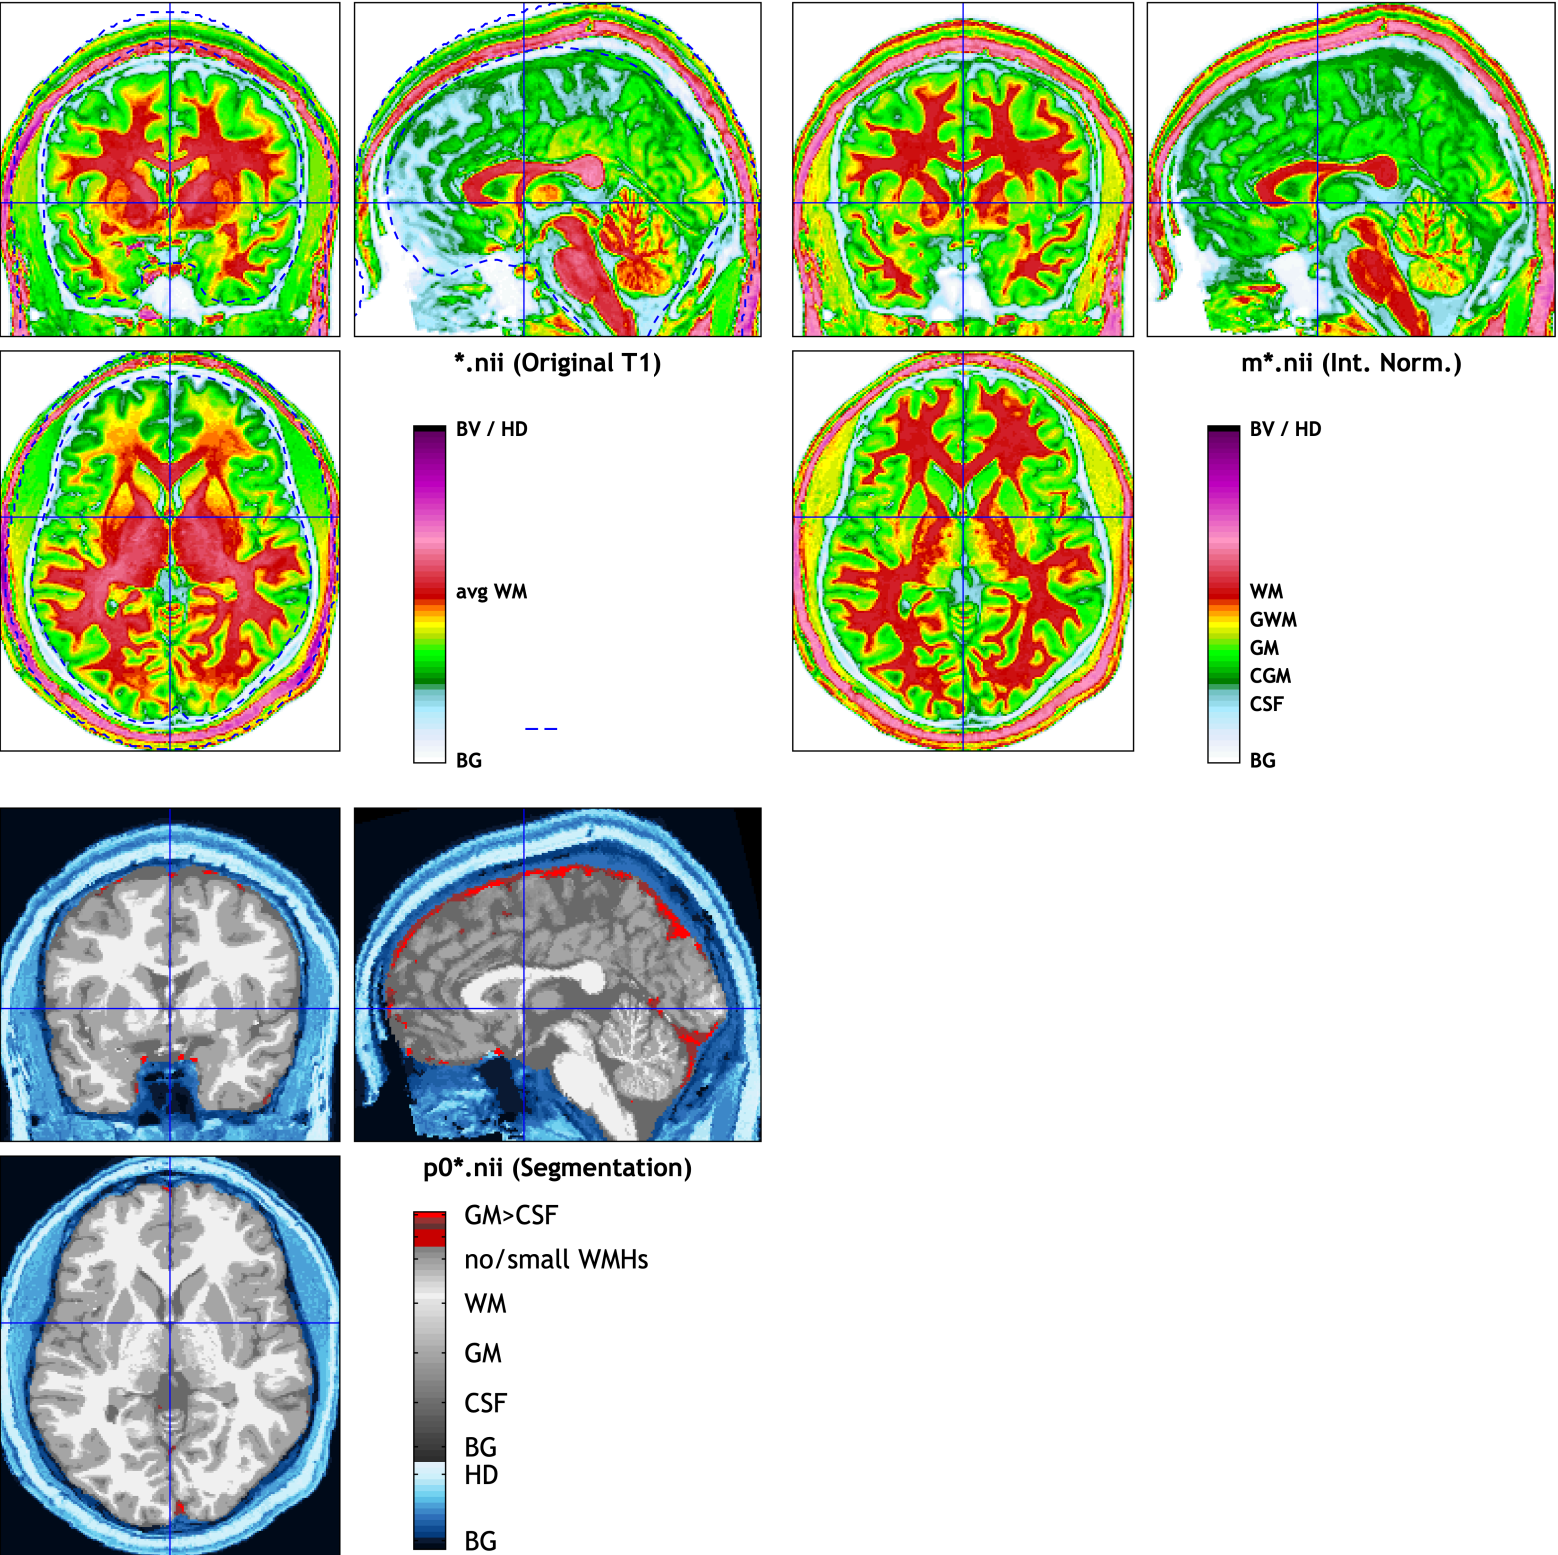 *.nii (Original T1)
BV / HD
avg WM
BG
m*.nii (Int. Norm.)
BV / HD
WM
GWM
GM
CGM
CSF
BG
p0*.nii (Segmentation)
GM>CSF
no/small WMHs
WM
GM
CSF
BG
HD
BG